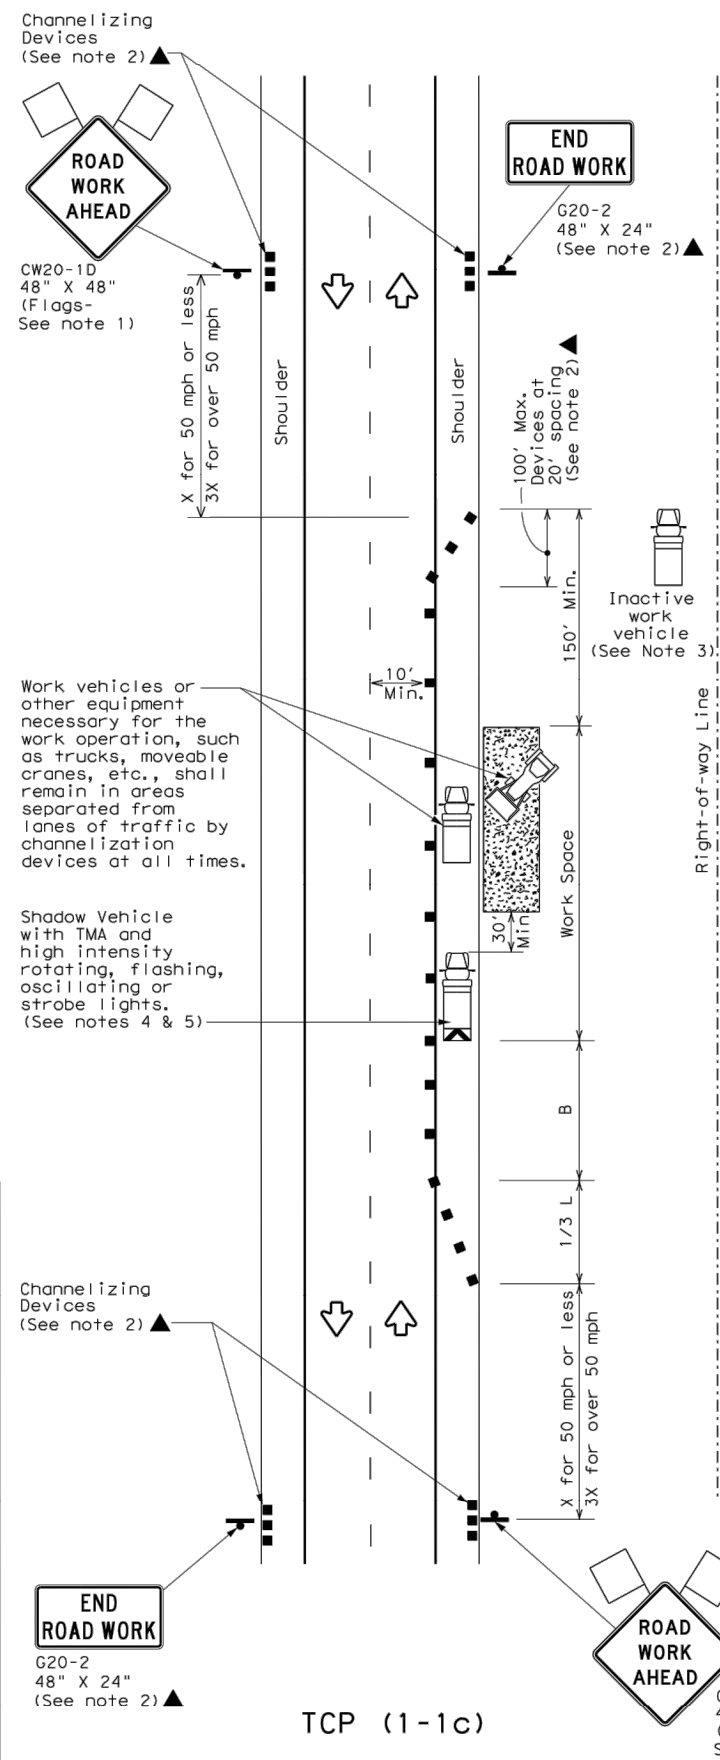 Channelizing
Devices
(See note 2)
ROAD
WORK
AHEAD
END
ROAD WORK
G20-2
48" X 24"
(See note 2)
CW20-1D
48" X 48"
(Flags-
See note 1)
X for 50 mph or less
3X for over 50 mph
Shoulder
Shoulder
100' Max.
Devices at
20' spacing
(See note 2)
150' Min.
Inactive
work
vehicle
(See Note 3)
10'
Min.
Work vehicles or
other equipment
necessary for the
work operation, such
as trucks, moveable
cranes, etc., shall
remain in areas
separated from
lanes of traffic by
channelization
devices at all times.
Right-of-way Line
Work Space
30'
Min
Shadow Vehicle
with TMA and
high intensity
rotating, flashing,
oscillating or
strobe lights.
(See notes 4 & 5)
B
1/3 L
Channelizing
Devices
(See note 2)
X for 50 mph or less
3X for over 50 mph
END
ROAD WORK
G20-2
48" X 24"
(See note 2)
ROAD
WORK
AHEAD
TCP (1-1c)